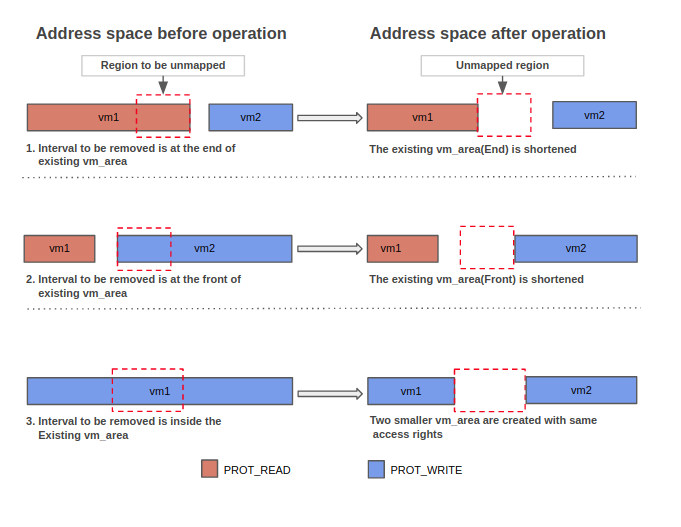 Address space before operation
Address space after operation
Region to be unmapped
Unmapped region
vm1
vm2
vm1
vm2
1. Interval to be removed is at the end of
existing vm_area
The existing vm_area(End) is shortened
vm1
vm2
vm1
vm2
2. Interval to be removed is at the front of
existing vm_area
The existing vm_area(Front) is shortened
vm1
vm1
vm2
3. Interval to be removed is inside the
Existing vm_area
Two smaller vm_area are created with same
access rights
PROT_READ
PROT_WRITE